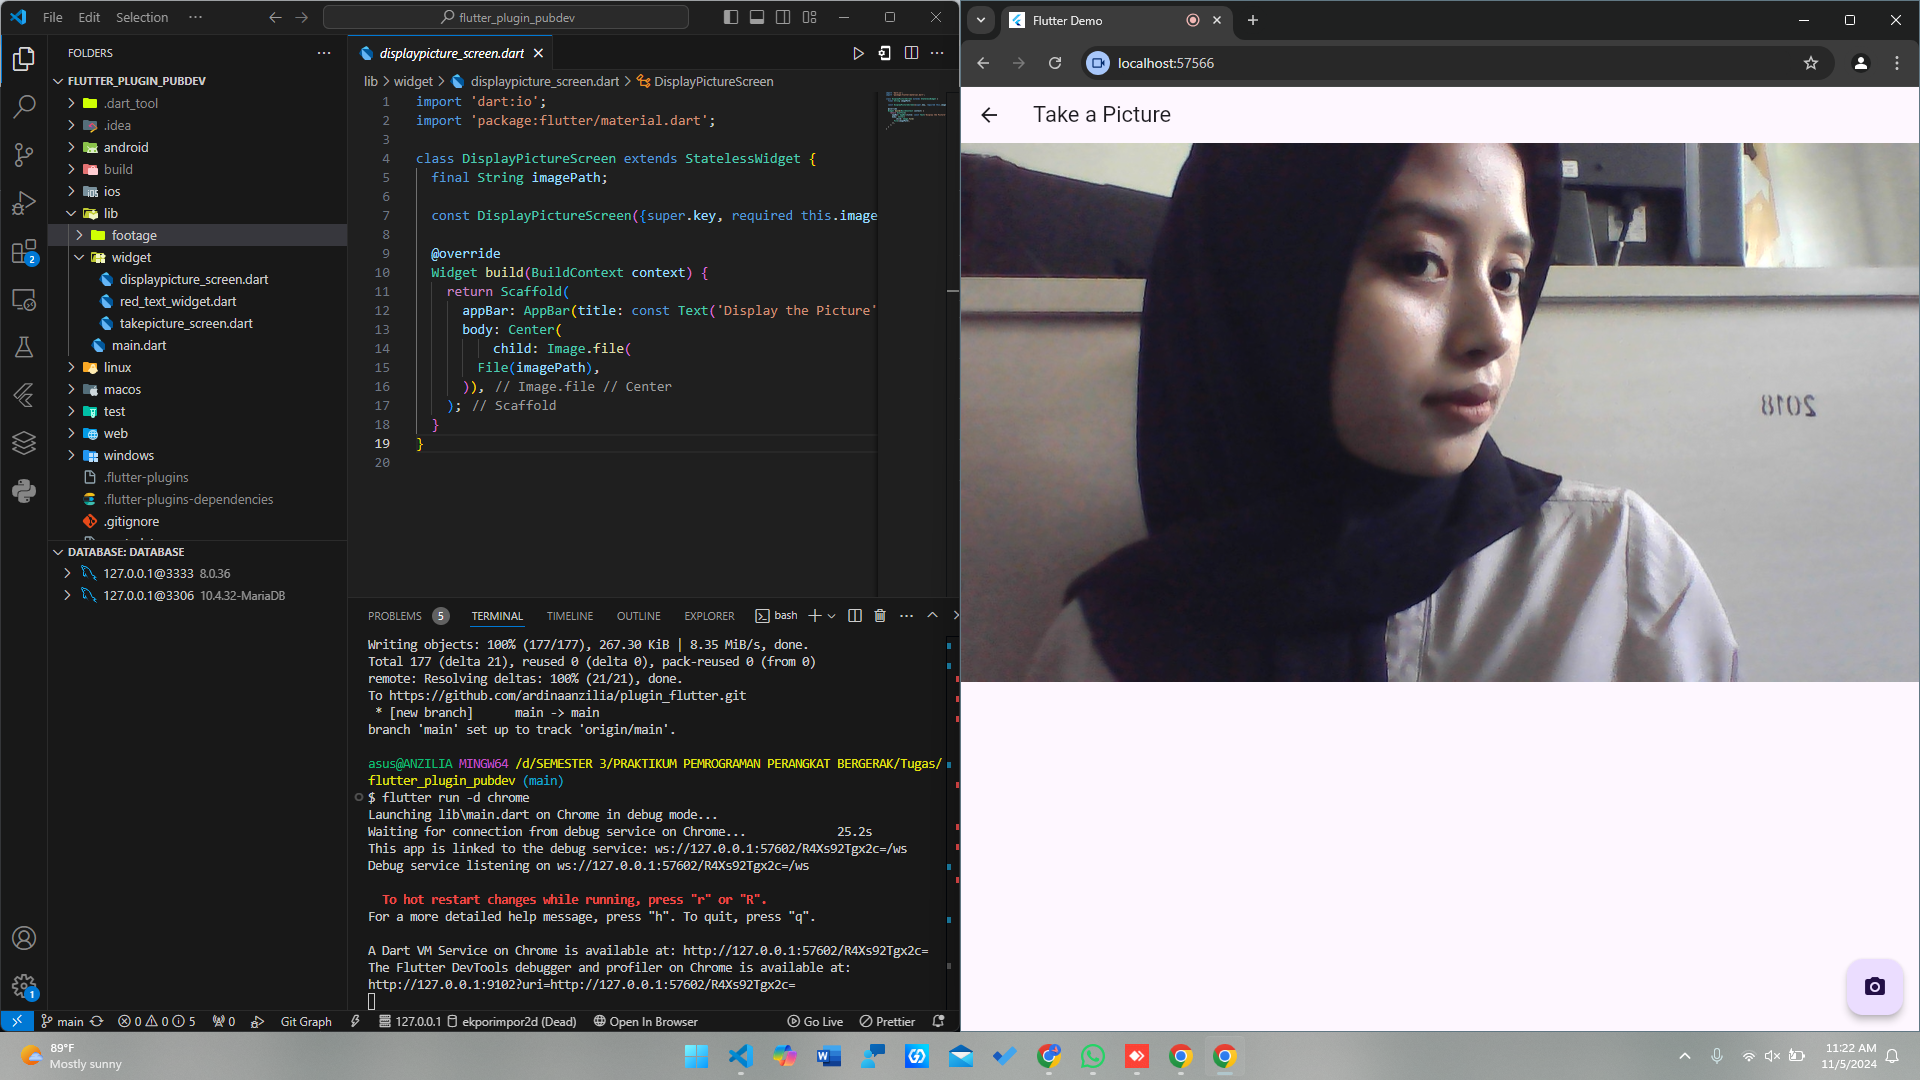 File Edit Selection ···
flutter_plugin_pubdev
FOLDERS
FLUTTER_PLUGIN_PUBDEV
.dart_tool
.idea
android
build
ios
lib
footage
widget
displaypicture_screen.dart
red_text_widget.dart
takepicture_screen.dart
main.dart
linux
macos
test
web
windows
.flutter-plugins
.flutter-plugins-dependencies
.gitignore
DATABASE: DATABASE
127.0.0.1@3333 8.0.36
127.0.0.1@3306 10.4.32-MariaDB
2
1
displaypicture_screen.dart
lib > widget > displaypicture_screen.dart > DisplayPictureScreen
1 import 'dart:io';
2 import 'package:flutter/material.dart';
3
4 class DisplayPictureScreen extends StatelessWidget {
5 final String imagePath;
6
7 const DisplayPictureScreen({super.key, required this.image
8
9 @override
10 Widget build(BuildContext context) {
11 return Scaffold(
12 appBar: AppBar(title: const Text('Display the Picture'
13 body: Center(
14 child: Image.file(
15 File(imagePath),
16 )), // Image.file // Center
17 ); // Scaffold
18 }
19 }
20
PROBLEMS 5 TERMINAL TIMELINE OUTLINE EXPLORER bash
Writing objects: 100% (177/177), 267.30 KiB | 8.35 MiB/s, done.
Total 177 (delta 21), reused 0 (delta 0), pack-reused 0 (from 0)
remote: Resolving deltas: 100% (21/21), done.
To https://github.com/ardinaanzilia/plugin_flutter.git
* [new branch] main -> main
branch 'main' set up to track 'origin/main'.
asus@ANZILIA MINGW64 /d/SEMESTER 3/PRAKTIKUM PEMROGRAMAN PERANGKAT BERGERAK/Tugas/
flutter_plugin_pubdev (main)
$ flutter run -d chrome
Launching lib\main.dart on Chrome in debug mode...
Waiting for connection from debug service on Chrome... 25.2s
This app is linked to the debug service: ws://127.0.0.1:57602/R4Xs92Tgx2c=/ws
Debug service listening on ws://127.0.0.1:57602/R4Xs92Tgx2c=/ws
To hot restart changes while running, press "r" or "R".
For a more detailed help message, press "h". To quit, press "q".
A Dart VM Service on Chrome is available at: http://127.0.0.1:57602/R4Xs92Tgx2c=
The Flutter DevTools debugger and profiler on Chrome is available at:
http://127.0.0.1:9102?uri=http://127.0.0.1:57602/R4Xs92Tgx2c=
main 0 0 5 0 Git Graph 127.0.0.1 ekporimpor2d (Dead) Open In Browser Go Live Prettier
Flutter Demo
localhost:57566
Take a Picture
2018
89°F
Mostly sunny
11:22 AM
11/5/2024